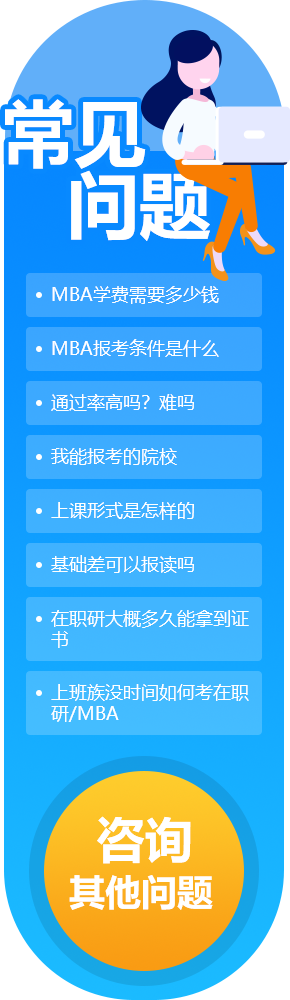 常见
问题
MBA学费需要多少钱
MBA报考条件是什么
通过率高吗？难吗
我能报考的院校
上课形式是怎样的
基础差可以报读吗
在职研大概多久能拿到证
书
上班族没时间如何考在职
研/MBA
咨询
其他问题